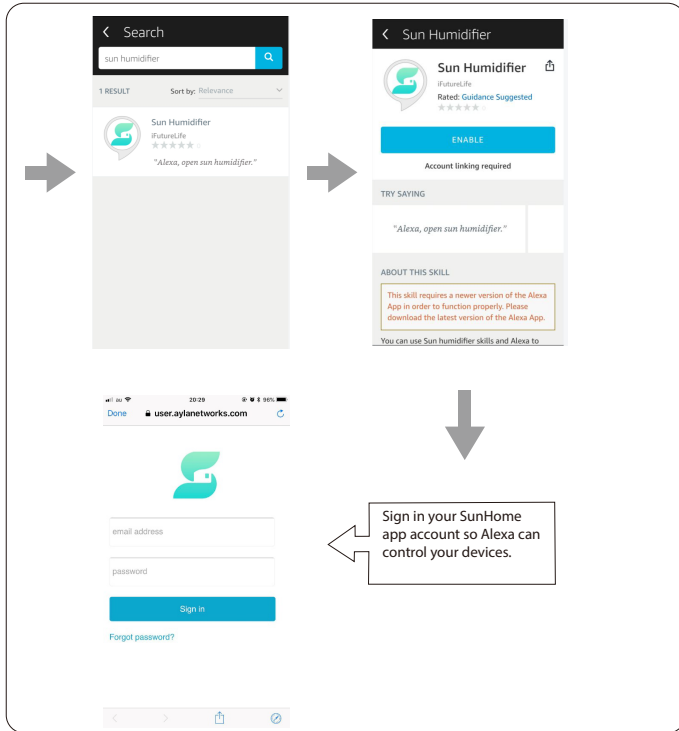 Search
sun humidifier
1 RESULT Sort by: Relevance
Sun Humidifier
iFutureLife
"Alexa, open sun humidifier."
Sun Humidifier
Sun Humidifier
iFutureLife
Rated: Guidance Suggested
ENABLE
Account linking required
TRY SAYING
"Alexa, open sun humidifier."
ABOUT THIS SKILL
This skill requires a newer version of the Alexa
App in order to function properly. Please
download the latest version of the Alexa App.
You can use Sun humidifier skills and Alexa to
au 20:29 96%
Done user.aylanetworks.com
email address
password
Sign in
Forgot password?
Sign in your SunHome
app account so Alexa can
control your devices.